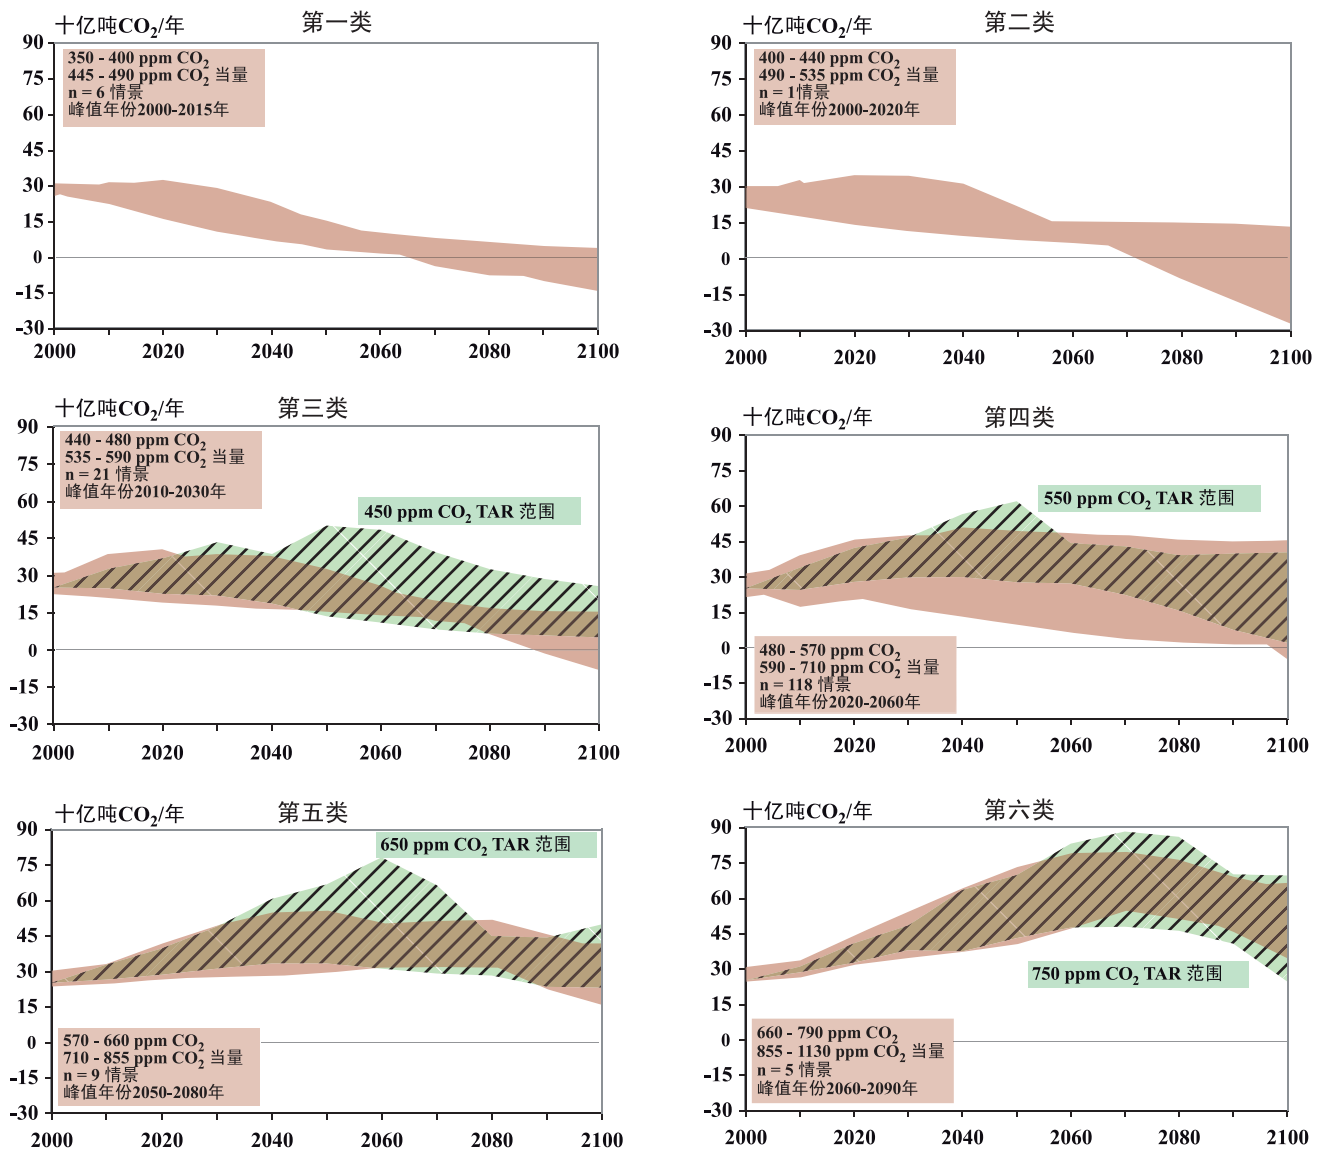 十亿吨CO2/年
第一类
350 - 400 ppm CO2
445 - 490 ppm CO2 当量
n = 6 情景
峰值年份2000-2015年
90
75
60
45
30
15
0
-15
-30
2000
2020
2040
2060
2080
2100
十亿吨CO2/年
第二类
400 - 440 ppm CO2
490 - 535 ppm CO2 当量
n = 1情景
峰值年份2000-2020年
90
75
60
45
30
15
0
-15
-30
2000
2020
2040
2060
2080
2100
十亿吨CO2/年
第三类
440 - 480 ppm CO2
535 - 590 ppm CO2 当量
n = 21 情景
峰值年份2010-2030年
450 ppm CO2 TAR 范围
90
75
60
45
30
15
0
-15
-30
2000
2020
2040
2060
2080
2100
十亿吨CO2/年
第四类
550 ppm CO2 TAR 范围
480 - 570 ppm CO2
590 - 710 ppm CO2 当量
n = 118 情景
峰值年份2020-2060年
90
75
60
45
30
15
0
-15
-30
2000
2020
2040
2060
2080
2100
十亿吨CO2/年
第五类
650 ppm CO2 TAR 范围
570 - 660 ppm CO2
710 - 855 ppm CO2 当量
n = 9 情景
峰值年份2050-2080年
90
75
60
45
30
15
0
-15
-30
2000
2020
2040
2060
2080
2100
十亿吨CO2/年
第六类
750 ppm CO2 TAR 范围
660 - 790 ppm CO2
855 - 1130 ppm CO2 当量
n = 5 情景
峰值年份2060-2090年
90
75
60
45
30
15
0
-15
-30
2000
2020
2040
2060
2080
2100